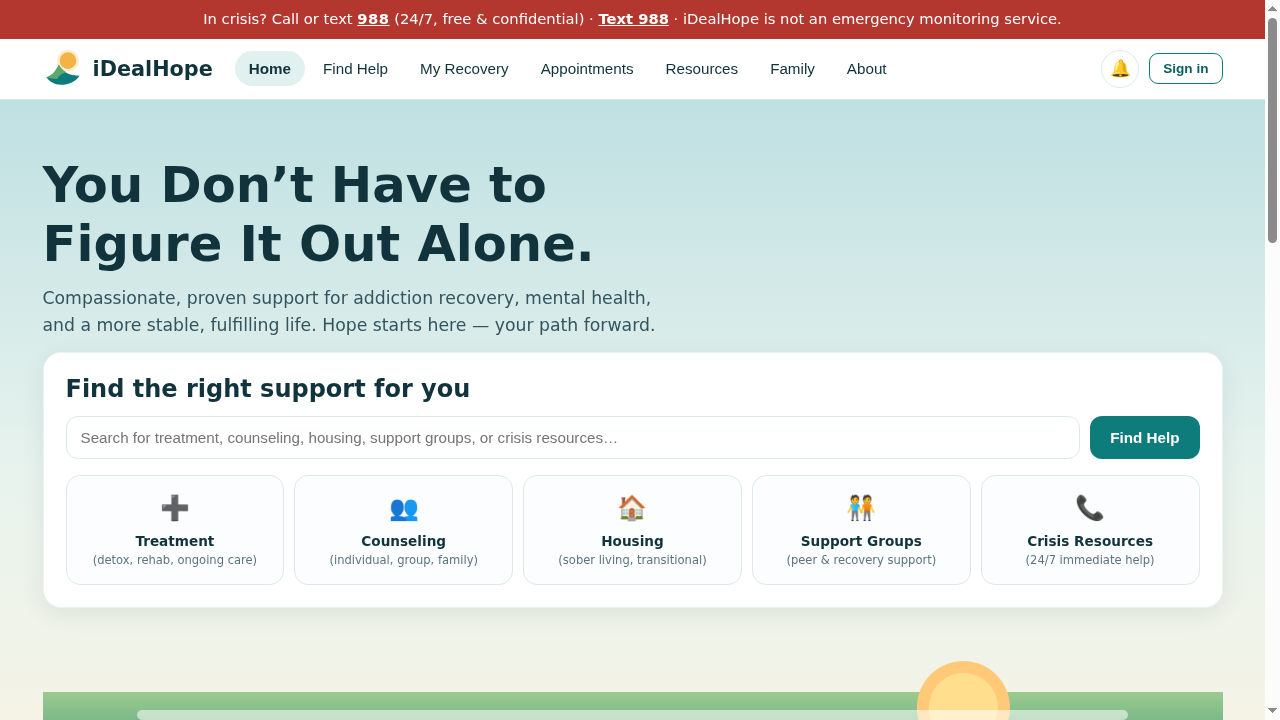 In crisis? Call or text 988 (24/7, free & confidential) · Text 988 · iDealHope is not an emergency monitoring service.
iDealHope
Home
Find Help
My Recovery
Appointments
Resources
Family
About
Sign in
You Don’t Have to
Figure It Out Alone.
Compassionate, proven support for addiction recovery, mental health,
and a more stable, fulfilling life. Hope starts here — your path forward.
Find the right support for you
Search for treatment, counseling, housing, support groups, or crisis resources…
Find Help
Treatment
(detox, rehab, ongoing care)
Counseling
(individual, group, family)
Housing
(sober living, transitional)
Support Groups
(peer & recovery support)
Crisis Resources
(24/7 immediate help)